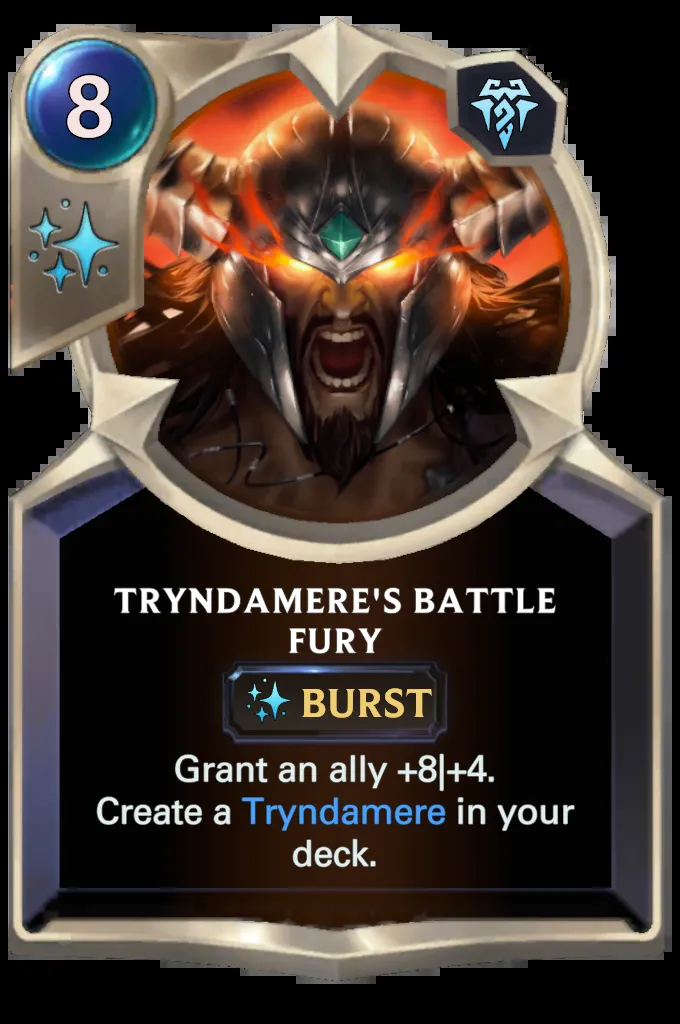 8
TRYNDAMERE'S BATTLE
FURY
BURST
Grant an ally +8|+4.
Create a Tryndamere in your
deck.